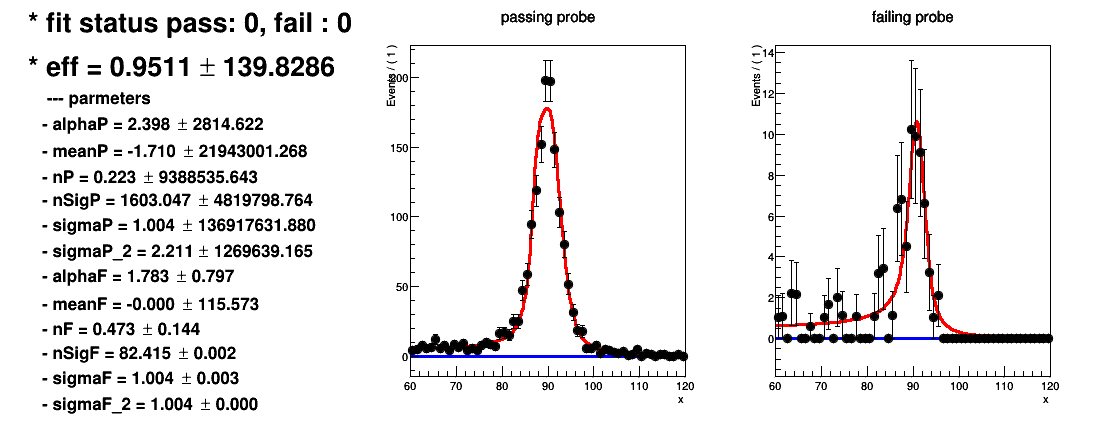 * fit status pass: 0, fail : 0
* eff = 0.9511 ± 139.8286
--- parmeters
- alphaP = 2.398 ± 2814.622
- meanP = -1.710 ± 21943001.268
- nP = 0.223 ± 9388535.643
- nSigP = 1603.047 ± 4819798.764
- sigmaP = 1.004 ± 136917631.880
- sigmaP_2 = 2.211 ± 1269639.165
- alphaF = 1.783 ± 0.797
- meanF = -0.000 ± 115.573
- nF = 0.473 ± 0.144
- nSigF = 82.415 ± 0.002
- sigmaF = 1.004 ± 0.003
- sigmaF_2 = 1.004 ± 0.000
passing probe
Events / ( 1 )
200
150
100
50
0
60 70 80 90 100 110 120
x
failing probe
Events / ( 1 )
14
12
10
8
6
4
2
0
60 70 80 90 100 110 120
x